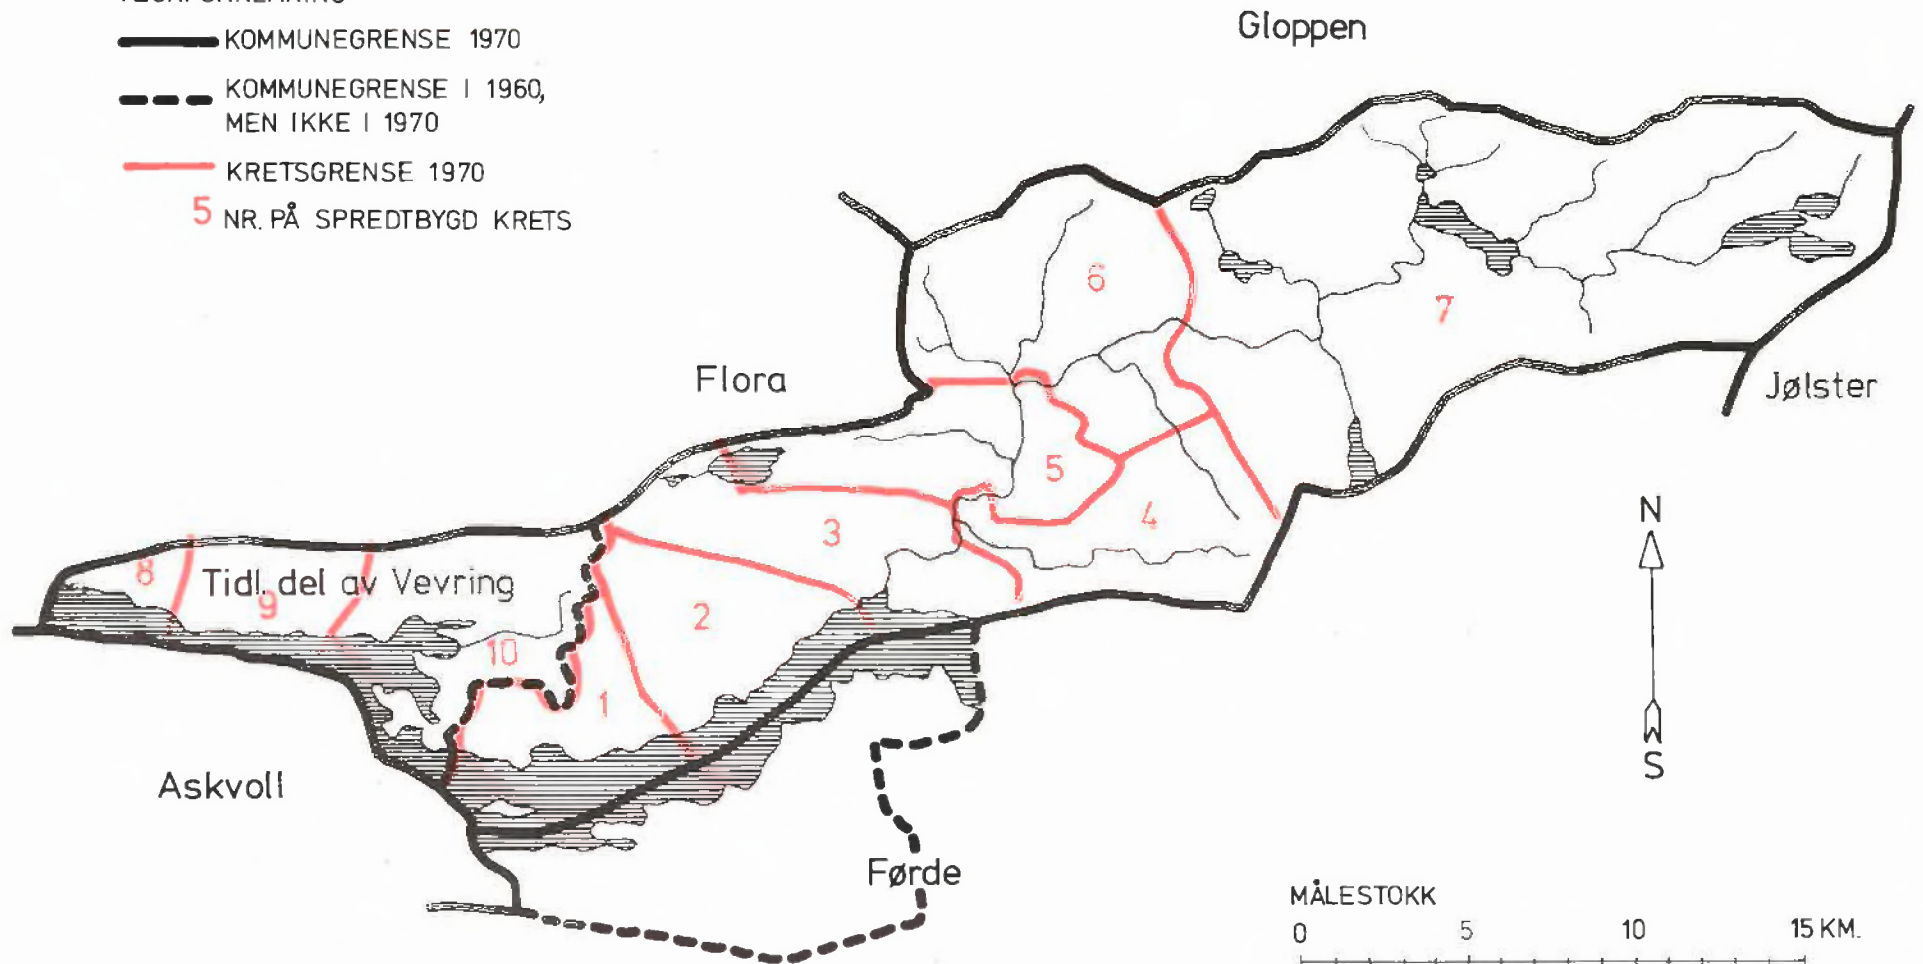 KOMMUNEGRENSE 1970
KOMMUNEGRENSE I 1960,
MEN IKKE I 1970
KRETSGRENSE 1970
5 NR. PÅ SPREDTBYGD KRETS
Gloppen
6
7
Flora
Jølster
5
4
3
N
8
Tidl. del av Vevring
9
2
10
1
S
Askvoll
Førde
MÅLESTOKK
0 5 10 15 KM.